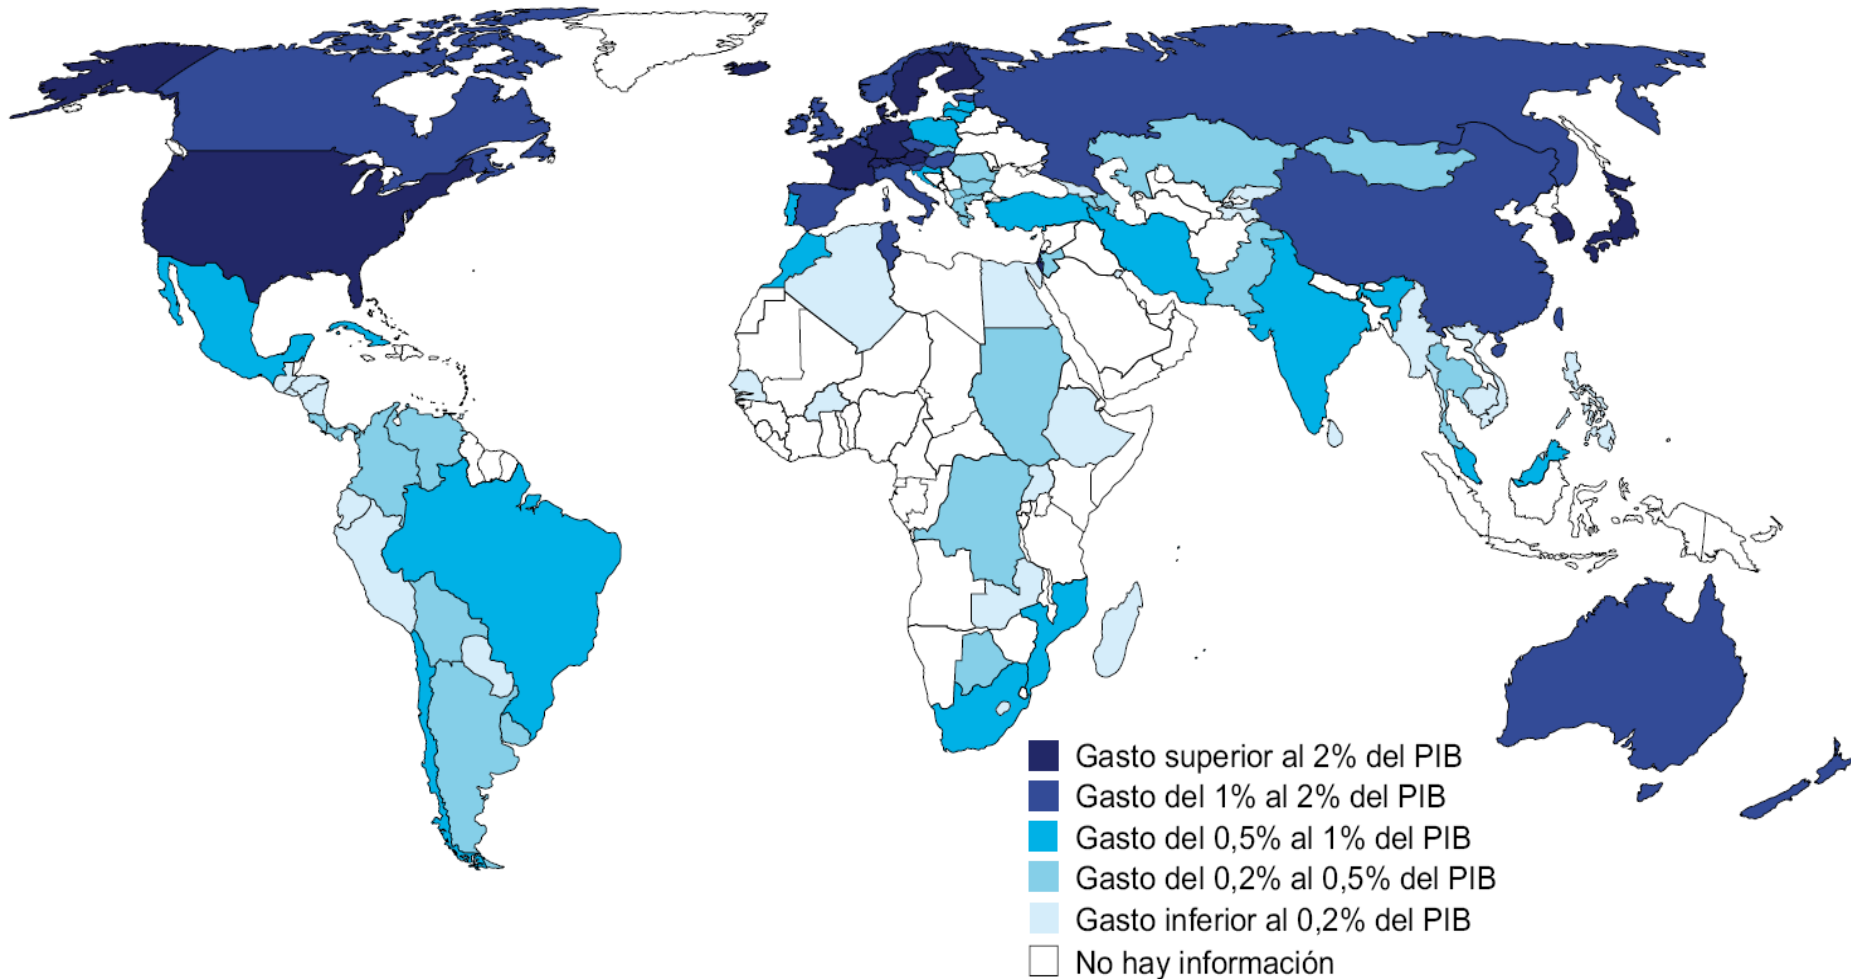 Gasto superior al 2% del PIB
Gasto del 1% al 2% del PIB
Gasto del 0,5% al 1% del PIB
Gasto del 0,2% al 0,5% del PIB
Gasto inferior al 0,2% del PIB
No hay información